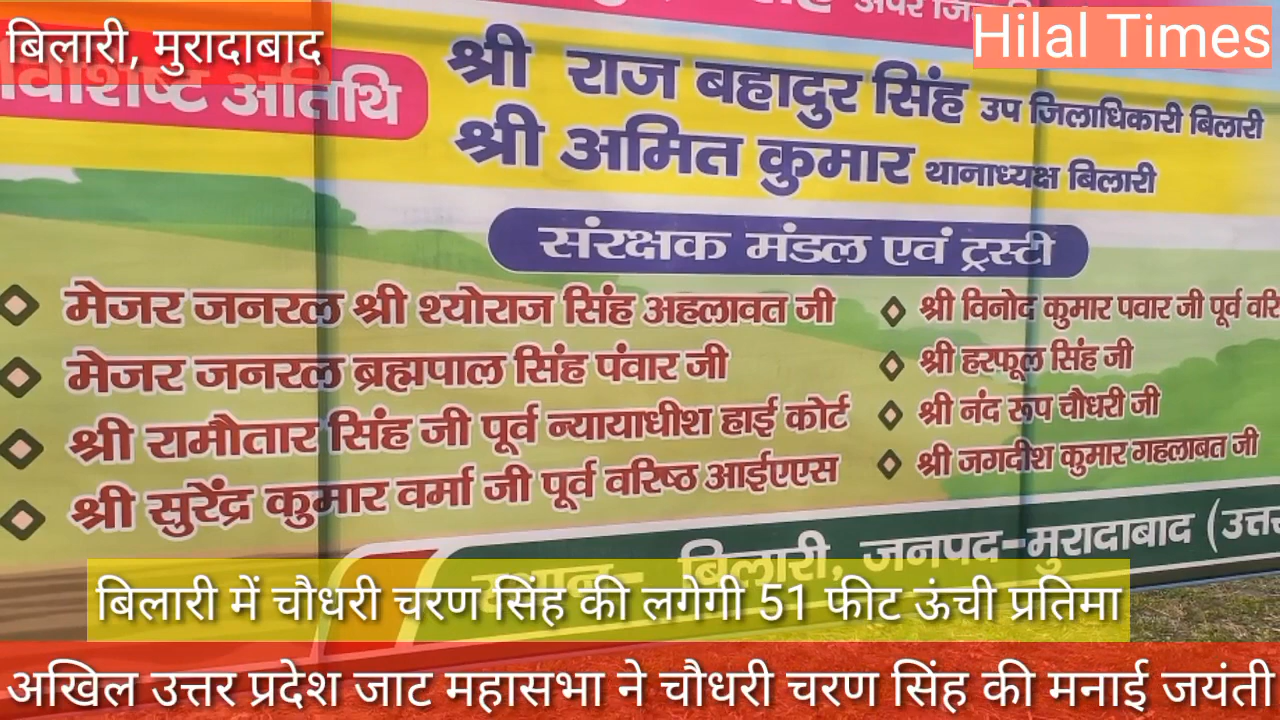 बिलारी, मुरादाबाद
Hilal Times
विशिष्ट अतिथि
श्री राज बहादुर सिंह उप जिलाधिकारी बिलारी
श्री अमित कुमार थानाध्यक्ष बिलारी
संरक्षक मंडल एवं ट्रस्टी
मेजर जनरल श्री श्योराज सिंह अहलावत जी
मेजर जनरल ब्रह्मपाल सिंह पंवार जी
श्री रामौतार सिंह जी पूर्व न्यायाधीश हाई कोर्ट
श्री सुरेंद्र कुमार वर्मा जी पूर्व वरिष्ठ आईएएस
श्री विनोद कुमार पवार जी पूर्व
श्री हरफूल सिंह जी
श्री नंद रूप चौधरी जी
श्री जगदीश कुमार गहलाबत जी
स्थान- बिलारी, जनपद-मुरादाबाद
बिलारी में चौधरी चरण सिंह की लगेगी 51 फीट ऊंची प्रतिमा
अखिल उत्तर प्रदेश जाट महासभा ने चौधरी चरण सिंह की मनाई जयंती